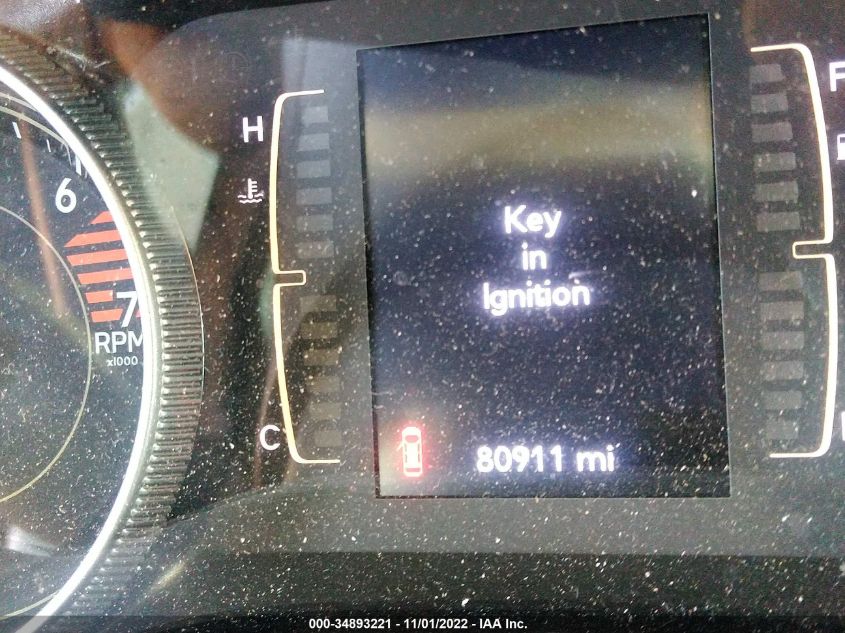 H
6
7
RPM
x1000
C
F
Key
in
Ignition
80911 mi
000-34893221 - 11/01/2022 - IAA Inc.